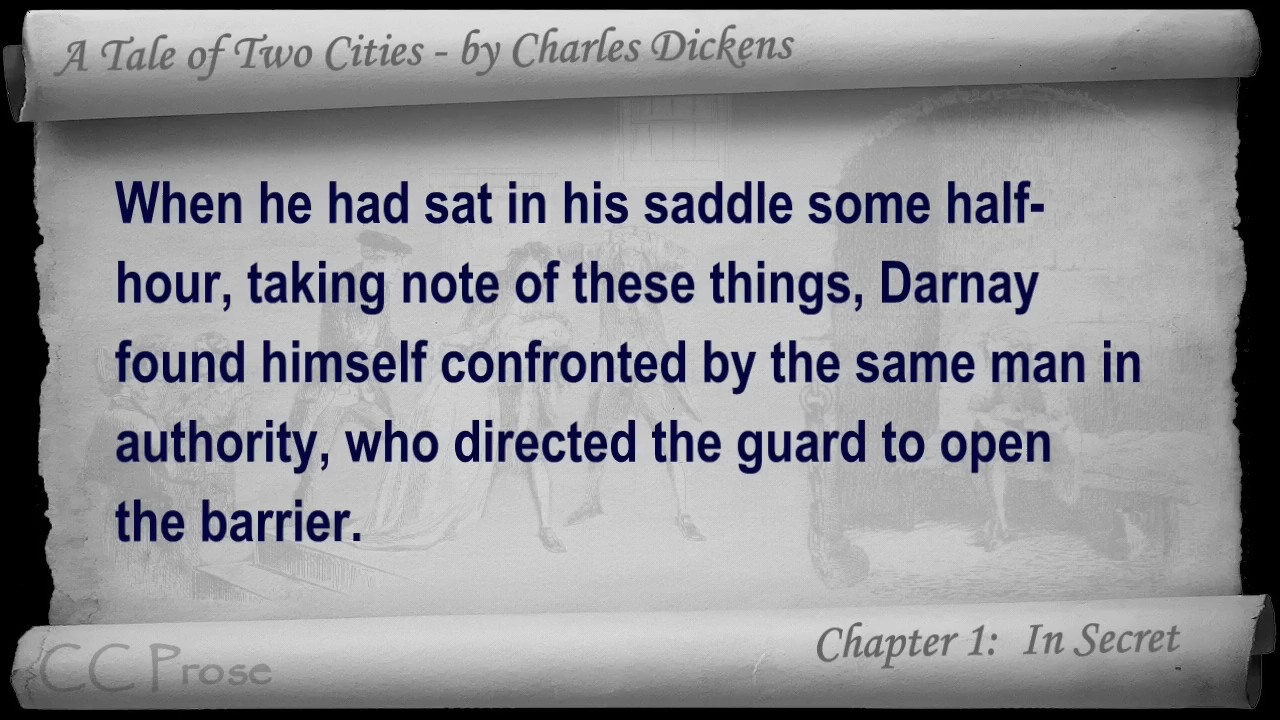 A Tale of Two Cities - by Charles Dickens
When he had sat in his saddle some half-
hour, taking note of these things, Darnay
found himself confronted by the same man in
authority, who directed the guard to open
the barrier.
Chapter 1: In Secret
CC Prose